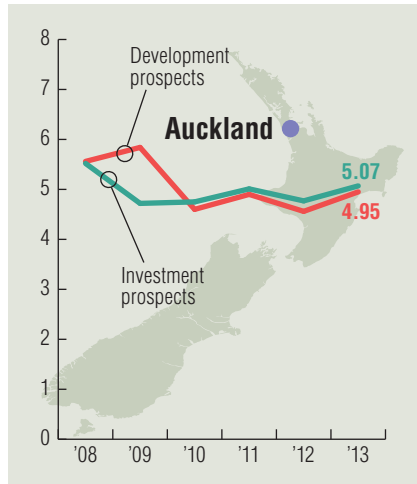 8
7
6
5
4
3
2
1
0
Development
prospects
Auckland
5.07
4.95
Investment
prospects
'08 '09 '10 '11 '12 '13